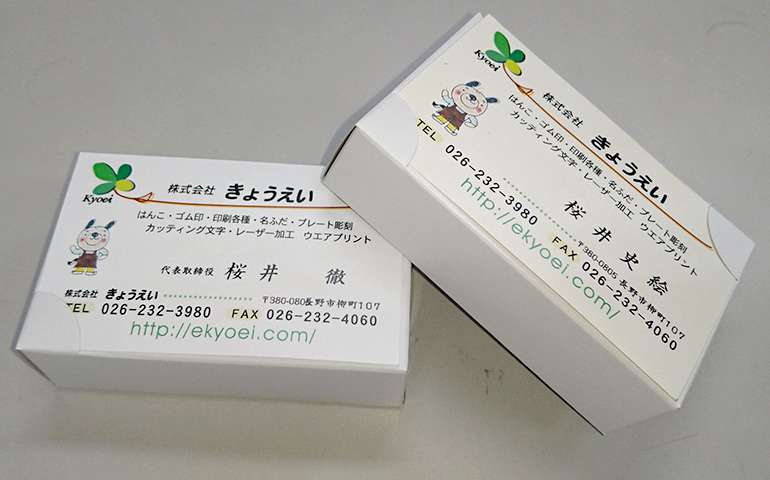 Kyoei
株式会社 きょうえい
はんこ・ゴム印・印刷各種・名ふだ・プレート彫刻
カッティング文字・レーザー加工 ウエアプリント
代表取締役 桜井 徹
株式会社 きょうえい
〒380-080長野市柳町107
TEL 026-232-3980 FAX 026-232-4060
http://ekyoei.com/
Kyoei
株式会社 きょうえい
はんこ・ゴム印・印刷各種・名ふだ・プレート彫刻
カッティング文字・レーザー加工 ウエアプリント
桜井史絵
〒380-0805 長野市柳町107
TEL 026-232-3980 FAX 026-232-4060
http://ekyoei.com/